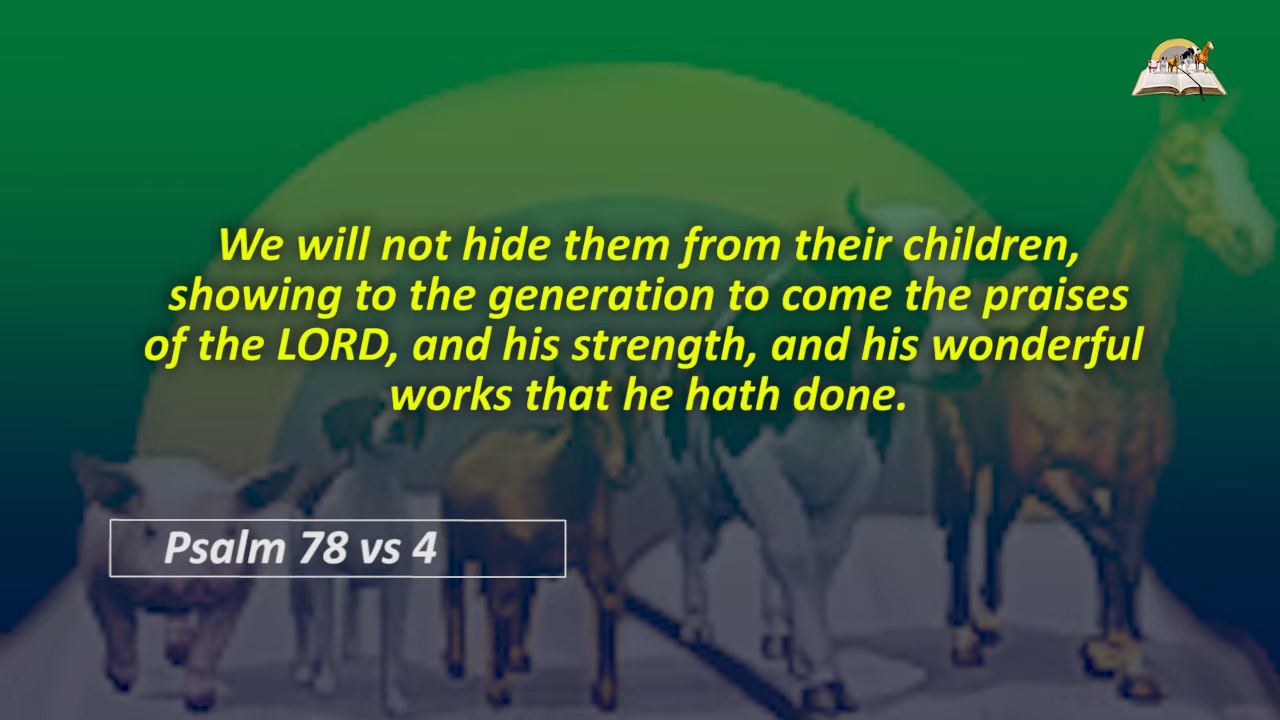 We will not hide them from their children,
showing to the generation to come the praises
of the LORD, and his strength, and his wonderful
works that he hath done.
Psalm 78 vs 4